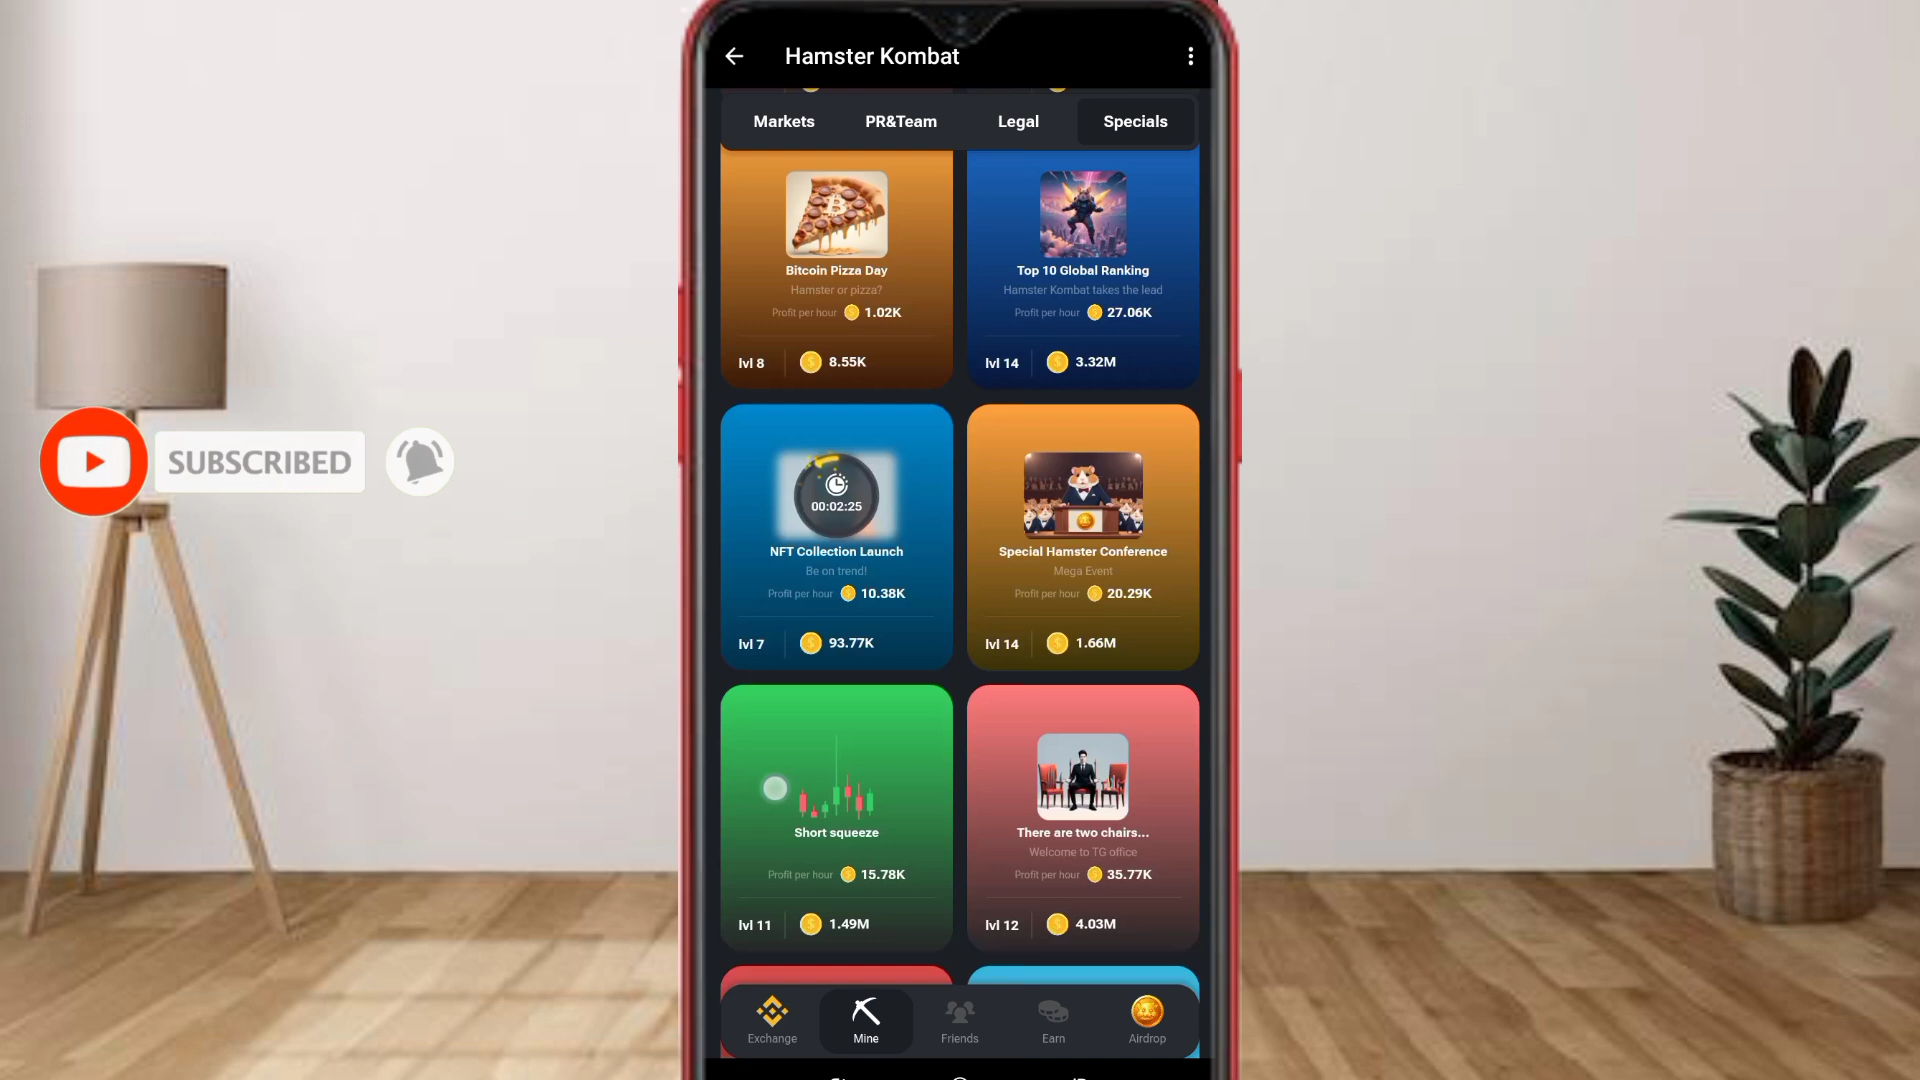 Hamster Kombat
Markets PR&Team Legal Specials
Bitcoin Pizza Day
Hamster or pizza?
Profit per hour 1.02K
lvl 8 8.55K
Top 10 Global Ranking
Hamster Kombat takes the lead
Profit per hour 27.06K
lvl 14 3.32M
SUBSCRIBED
00:02:25
NFT Collection Launch
Be on trend!
Profit per hour 10.38K
lvl 7 93.77K
Special Hamster Conference
Mega Event
Profit per hour 20.29K
lvl 14 1.66M
Short squeeze
Profit per hour 15.78K
lvl 11 1.49M
There are two chairs...
Welcome to TG office
Profit per hour 35.77K
lvl 12 4.03M
Exchange Mine Friends Earn Airdrop